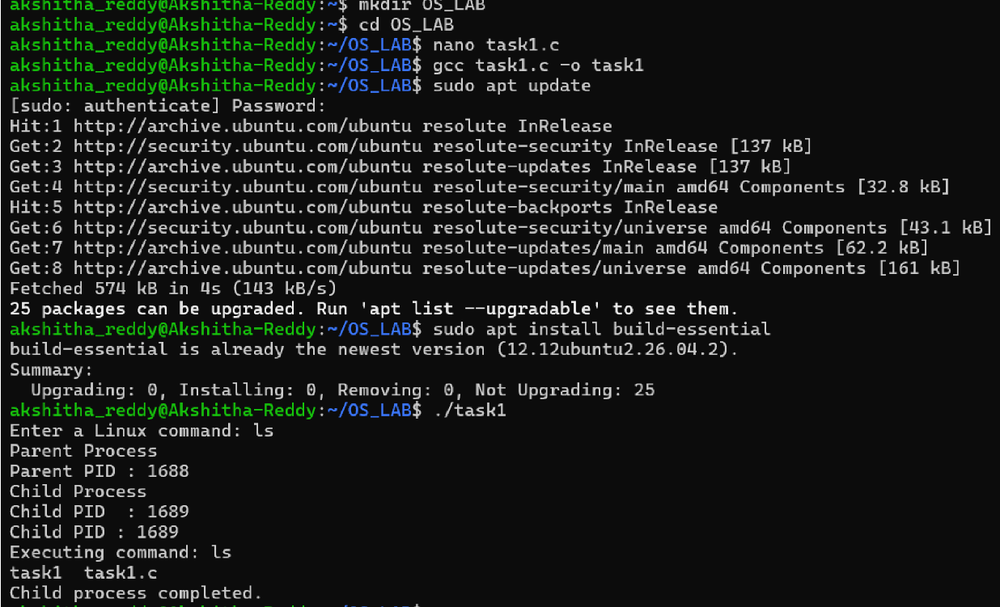 akshitha_reddy@Akshitha-Reddy:~$ mkdir OS_LAB
akshitha_reddy@Akshitha-Reddy:~$ cd OS_LAB
akshitha_reddy@Akshitha-Reddy:~/OS_LAB$ nano task1.c
akshitha_reddy@Akshitha-Reddy:~/OS_LAB$ gcc task1.c -o task1
akshitha_reddy@Akshitha-Reddy:~/OS_LAB$ sudo apt update
[sudo: authenticate] Password:
Hit:1 http://archive.ubuntu.com/ubuntu resolute InRelease
Get:2 http://security.ubuntu.com/ubuntu resolute-security InRelease [137 kB]
Get:3 http://archive.ubuntu.com/ubuntu resolute-updates InRelease [137 kB]
Get:4 http://security.ubuntu.com/ubuntu resolute-security/main amd64 Components [32.8 kB]
Hit:5 http://archive.ubuntu.com/ubuntu resolute-backports InRelease
Get:6 http://security.ubuntu.com/ubuntu resolute-security/universe amd64 Components [43.1 kB]
Get:7 http://archive.ubuntu.com/ubuntu resolute-updates/main amd64 Components [62.2 kB]
Get:8 http://archive.ubuntu.com/ubuntu resolute-updates/universe amd64 Components [161 kB]
Fetched 574 kB in 4s (143 kB/s)
25 packages can be upgraded. Run 'apt list --upgradable' to see them.
akshitha_reddy@Akshitha-Reddy:~/OS_LAB$ sudo apt install build-essential
build-essential is already the newest version (12.12ubuntu2.26.04.2).
Summary:
  Upgrading: 0, Installing: 0, Removing: 0, Not Upgrading: 25
akshitha_reddy@Akshitha-Reddy:~/OS_LAB$ ./task1
Enter a Linux command: ls
Parent Process
Parent PID : 1688
Child Process
Child PID  : 1689
Child PID : 1689
Executing command: ls
task1  task1.c
Child process completed.